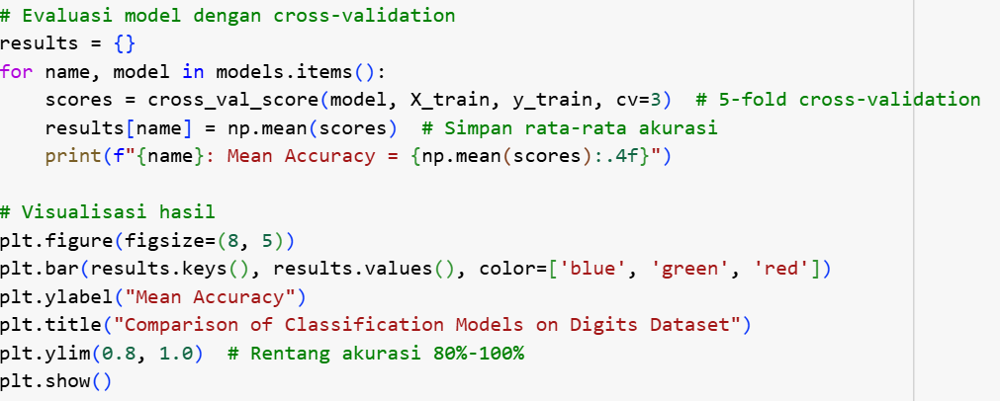 # Evaluasi model dengan cross-validation
results = {}
for name, model in models.items():
    scores = cross_val_score(model, X_train, y_train, cv=3)  # 5-fold cross-validation
    results[name] = np.mean(scores)  # Simpan rata-rata akurasi
    print(f"{name}: Mean Accuracy = {np.mean(scores):.4f}")

# Visualisasi hasil
plt.figure(figsize=(8, 5))
plt.bar(results.keys(), results.values(), color=['blue', 'green', 'red'])
plt.ylabel("Mean Accuracy")
plt.title("Comparison of Classification Models on Digits Dataset")
plt.ylim(0.8, 1.0)  # Rentang akurasi 80%-100%
plt.show()